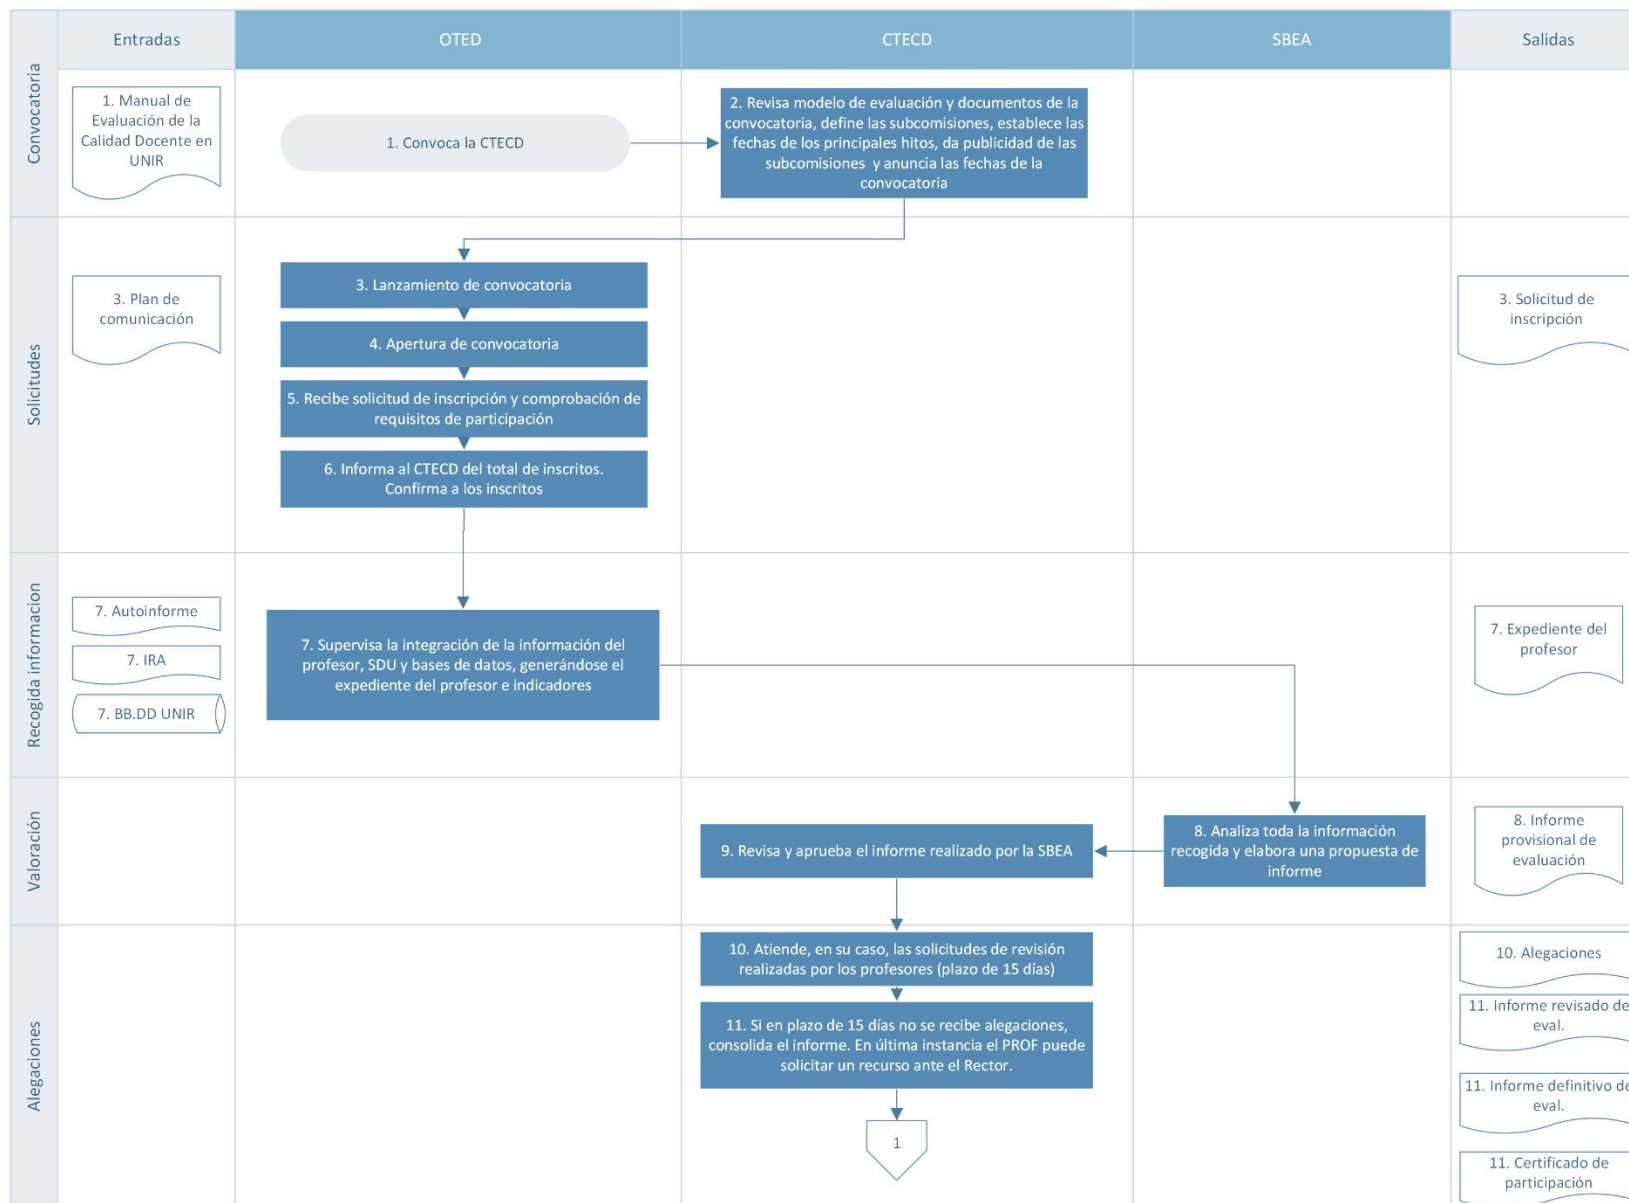 Entradas
OTED
CTECD
SBEA
Salidas
Convocatoria
1. Manual de
Evaluación de la
Calidad Docente en
UNIR
1. Convoca la CTECD
2. Revisa modelo de evaluación y documentos de la
convocatoria, define las subcomisiones, establece las
fechas de los principales hitos, da publicidad de las
subcomisiones y anuncia las fechas de la
convocatoria
Solicitudes
3. Plan de
comunicación
3. Lanzamiento de convocatoria
4. Apertura de convocatoria
5. Recibe solicitud de inscripción y comprobación de
requisitos de participación
6. Informa al CTECD del total de inscritos.
Confirma a los inscritos
3. Solicitud de
inscripción
Recogida informacion
7. Autoinforme
7. IRA
7. BB.DD UNIR
7. Supervisa la integración de la información del
profesor, SDU y bases de datos, generándose el
expediente del profesor e indicadores
7. Expediente del
profesor
Valoración
9. Revisa y aprueba el informe realizado por la SBEA
8. Analiza toda la información
recogida y elabora una propuesta de
informe
8. Informe
provisional de
evaluación
Alegaciones
10. Atiende, en su caso, las solicitudes de revisión
realizadas por los profesores (plazo de 15 días)
11. Si en plazo de 15 días no se recibe alegaciones,
consolida el informe. En última instancia el PROF puede
solicitar un recurso ante el Rector.
1
10. Alegaciones
11. Informe revisado de
eval.
11. Informe definitivo de
eval.
11. Certificado de
participación